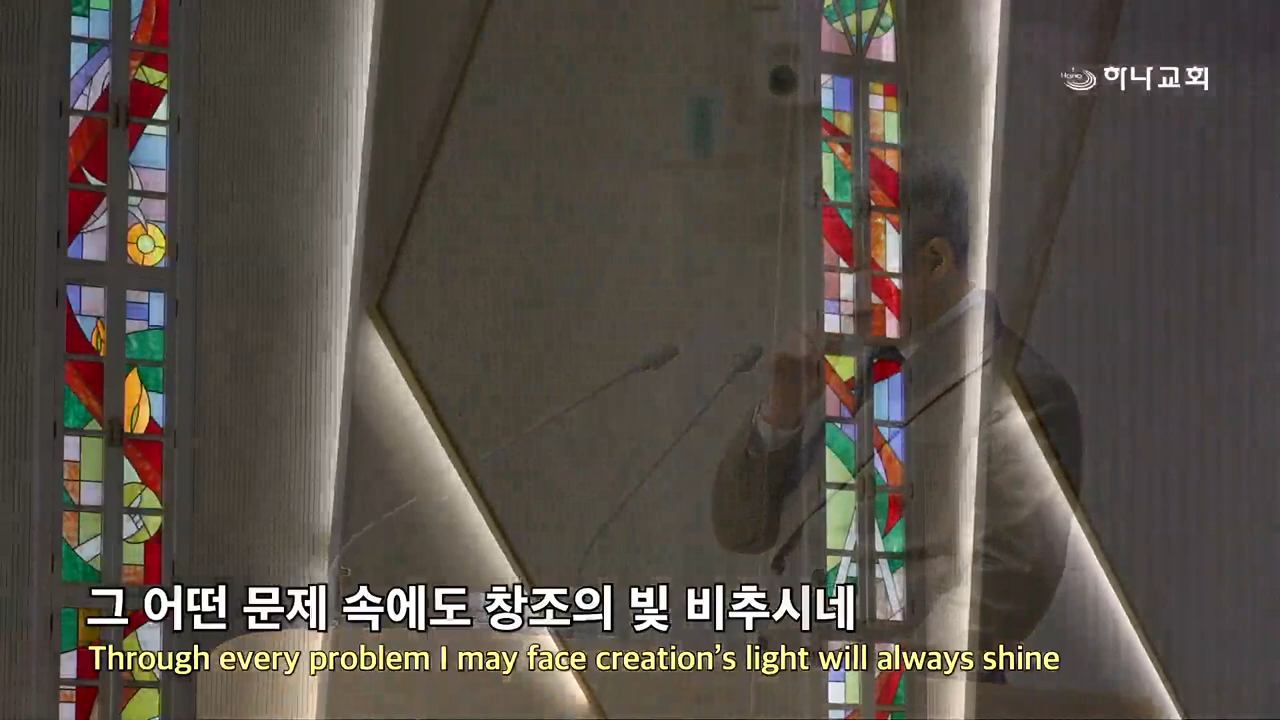 Hana 하나교회
그 어떤 문제 속에도 창조의 빛 비추시네
Through every problem I may face creation's light will always shine